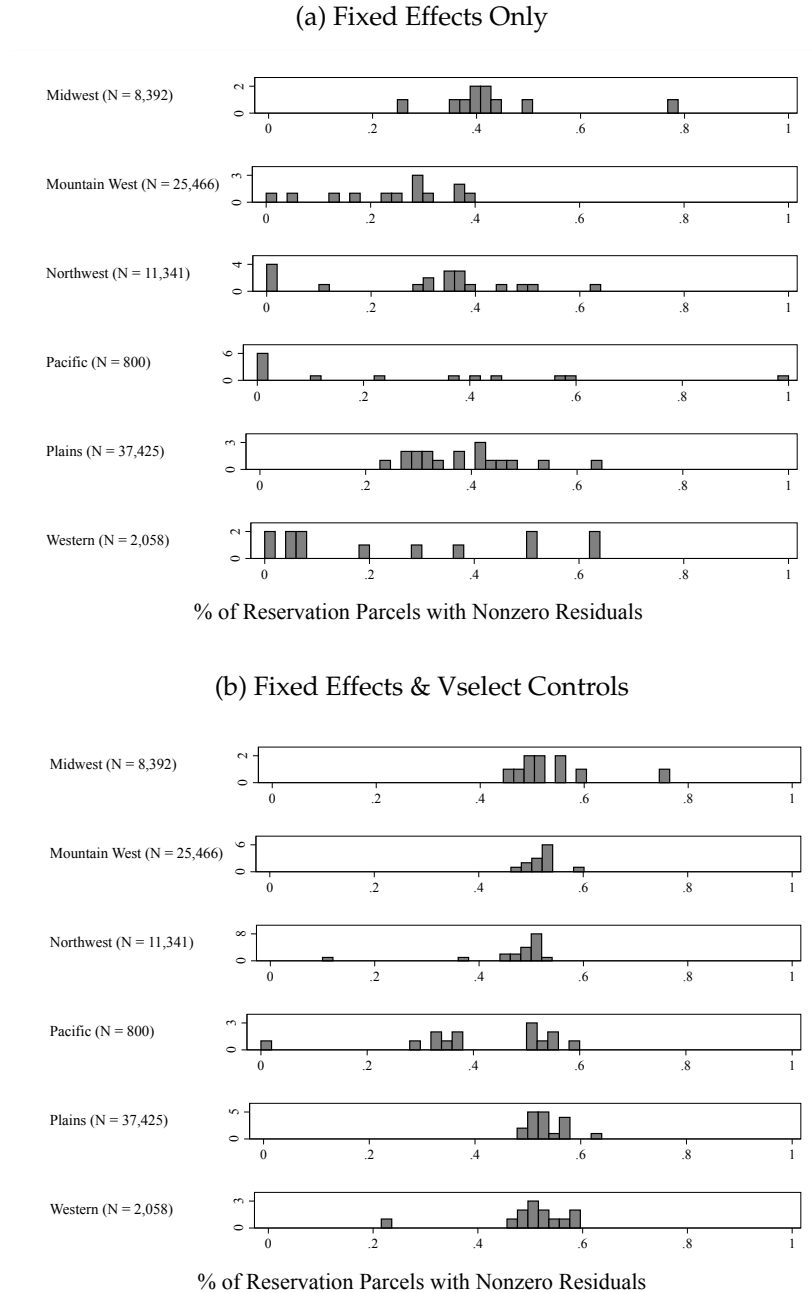 (a) Fixed Effects Only
Midwest (N = 8,392)
0 2
0 .2 .4 .6 .8 1
Mountain West (N = 25,466)
0 3
0 .2 .4 .6 .8 1
Northwest (N = 11,341)
0 4
0 .2 .4 .6 .8 1
Pacific (N = 800)
0 6
0 .2 .4 .6 .8 1
Plains (N = 37,425)
0 3
0 .2 .4 .6 .8 1
Western (N = 2,058)
0 2
0 .2 .4 .6 .8 1
% of Reservation Parcels with Nonzero Residuals
(b) Fixed Effects & Vselect Controls
Midwest (N = 8,392)
0 2
0 .2 .4 .6 .8 1
Mountain West (N = 25,466)
0 6
0 .2 .4 .6 .8 1
Northwest (N = 11,341)
0 8
0 .2 .4 .6 .8 1
Pacific (N = 800)
0 3
0 .2 .4 .6 .8 1
Plains (N = 37,425)
0 5
0 .2 .4 .6 .8 1
Western (N = 2,058)
0 3
0 .2 .4 .6 .8 1
% of Reservation Parcels with Nonzero Residuals